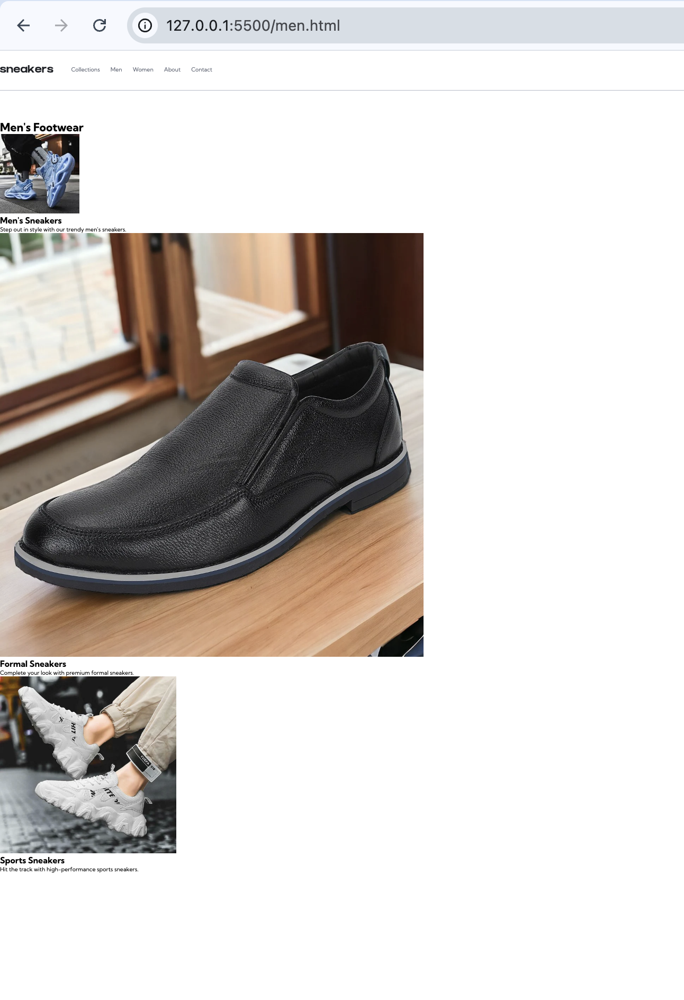 127.0.0.1:5500/men.html
sneakers Collections Men Women About Contact
Men's Footwear
Men's Sneakers
Step out in style with our trendy men's sneakers.
Formal Sneakers
Complete your look with premium formal sneakers.
Sports Sneakers
Hit the track with high-performance sports sneakers.